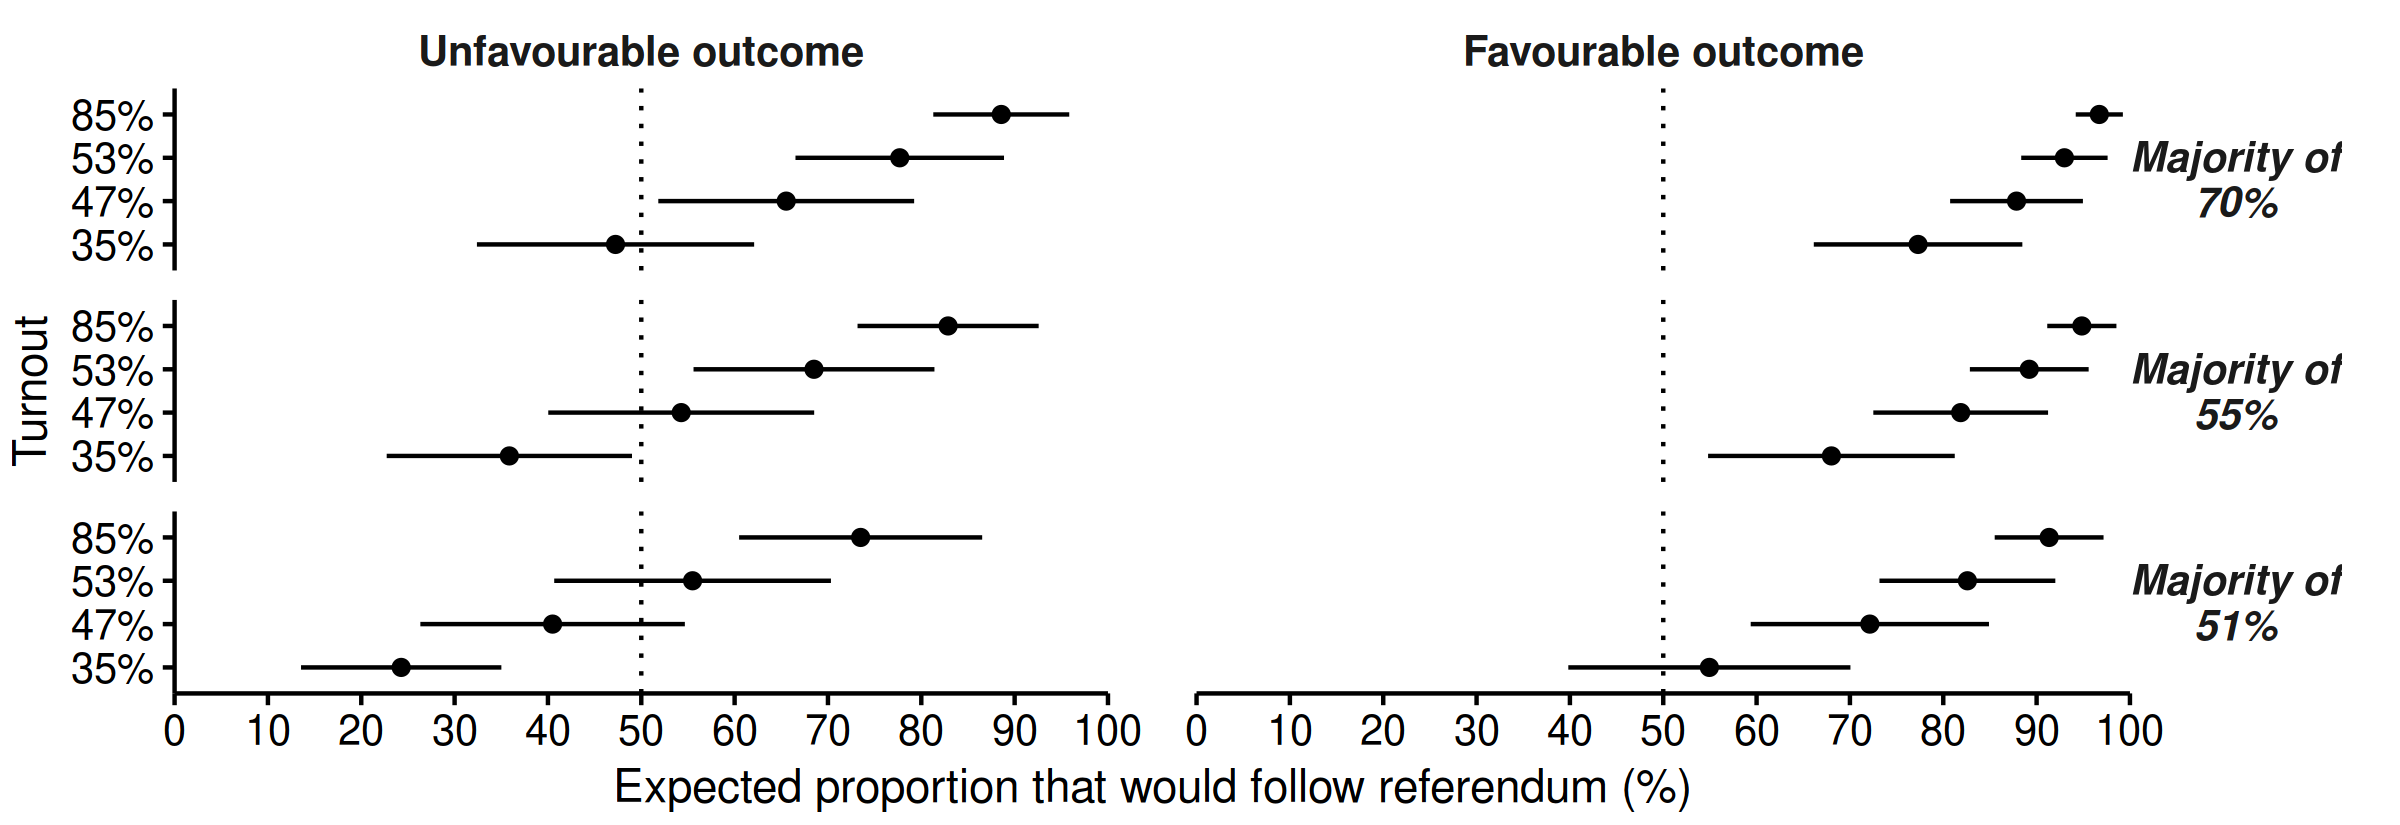 Unfavourable outcome
Favourable outcome
85%
53%
47%
35%
Majority of
70%
Turnout
85%
53%
47%
35%
Majority of
55%
85%
53%
47%
35%
Majority of
51%
0 10 20 30 40 50 60 70 80 90 100
0 10 20 30 40 50 60 70 80 90 100
Expected proportion that would follow referendum (%)